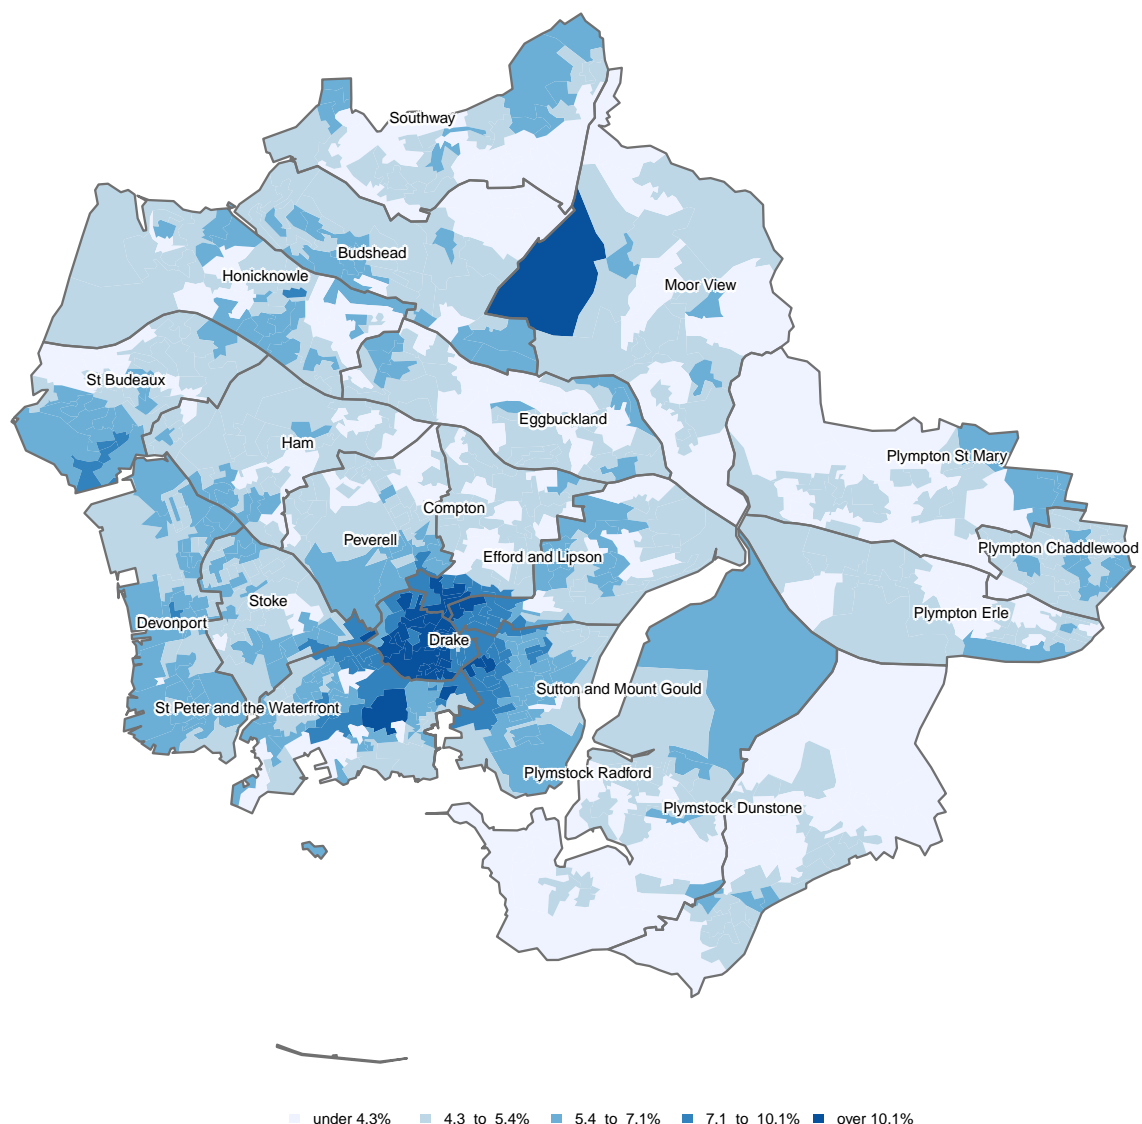 Southway
Budshead
Honicknowle
Moor View
St Budeaux
Eggbuckland
Ham
Plympton St Mary
Compton
Peverell
Plympton Chaddlewood
Efford and Lipson
Stoke
Plympton Erle
Devonport
Drake
Sutton and Mount Gould
St Peter and the Waterfront
Plymstock Radford
Plymstock Dunstone
under 4.3% 4.3 to 5.4% 5.4 to 7.1% 7.1 to 10.1% over 10.1%